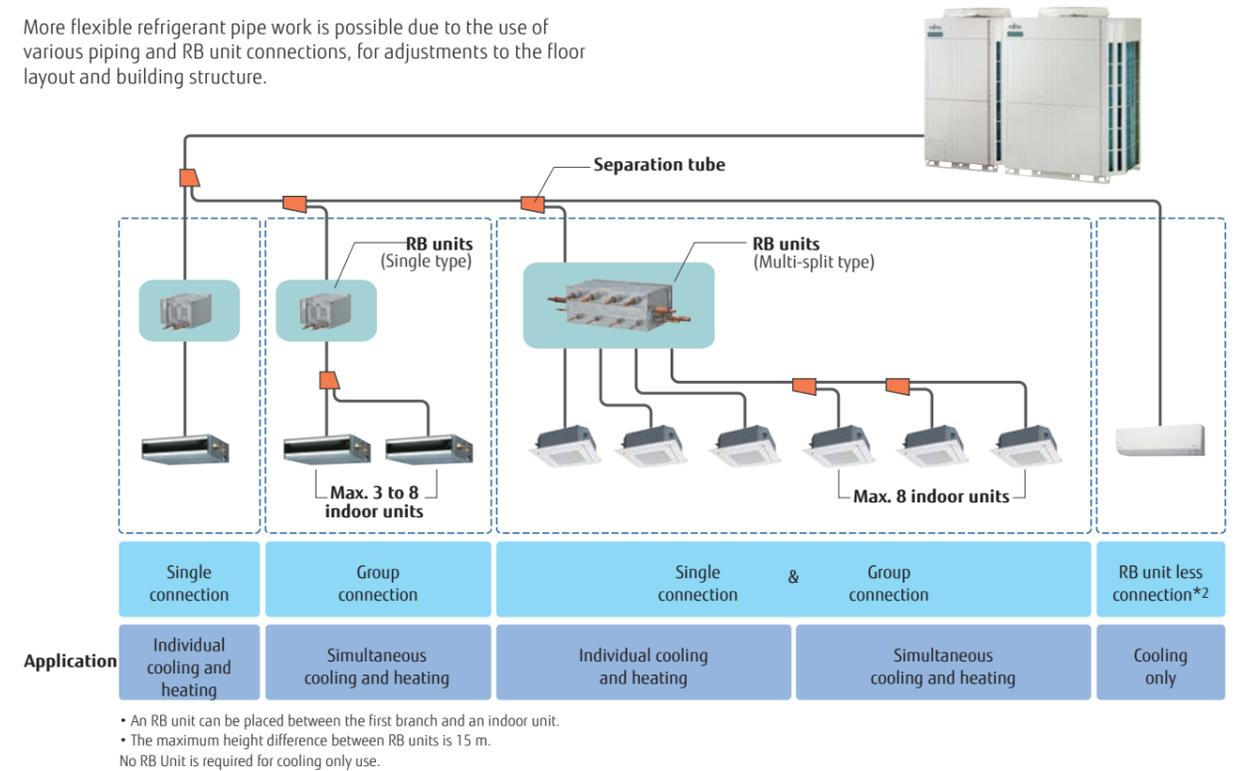 More flexible refrigerant pipe work is possible due to the use of
various piping and RB unit connections, for adjustments to the floor
layout and building structure.
Separation tube
RB units
(Single type)
RB units
(Multi-split type)
Max. 3 to 8
indoor units
Max. 8 indoor units
Single
connection
Group
connection
Single
connection
&
Group
connection
RB unit less
connection*2
Application
Individual
cooling and
heating
Simultaneous
cooling and heating
Individual cooling
and heating
Simultaneous
cooling and heating
Cooling
only
• An RB unit can be placed between the first branch and an indoor unit.
• The maximum height difference between RB units is 15 m.
No RB Unit is required for cooling only use.